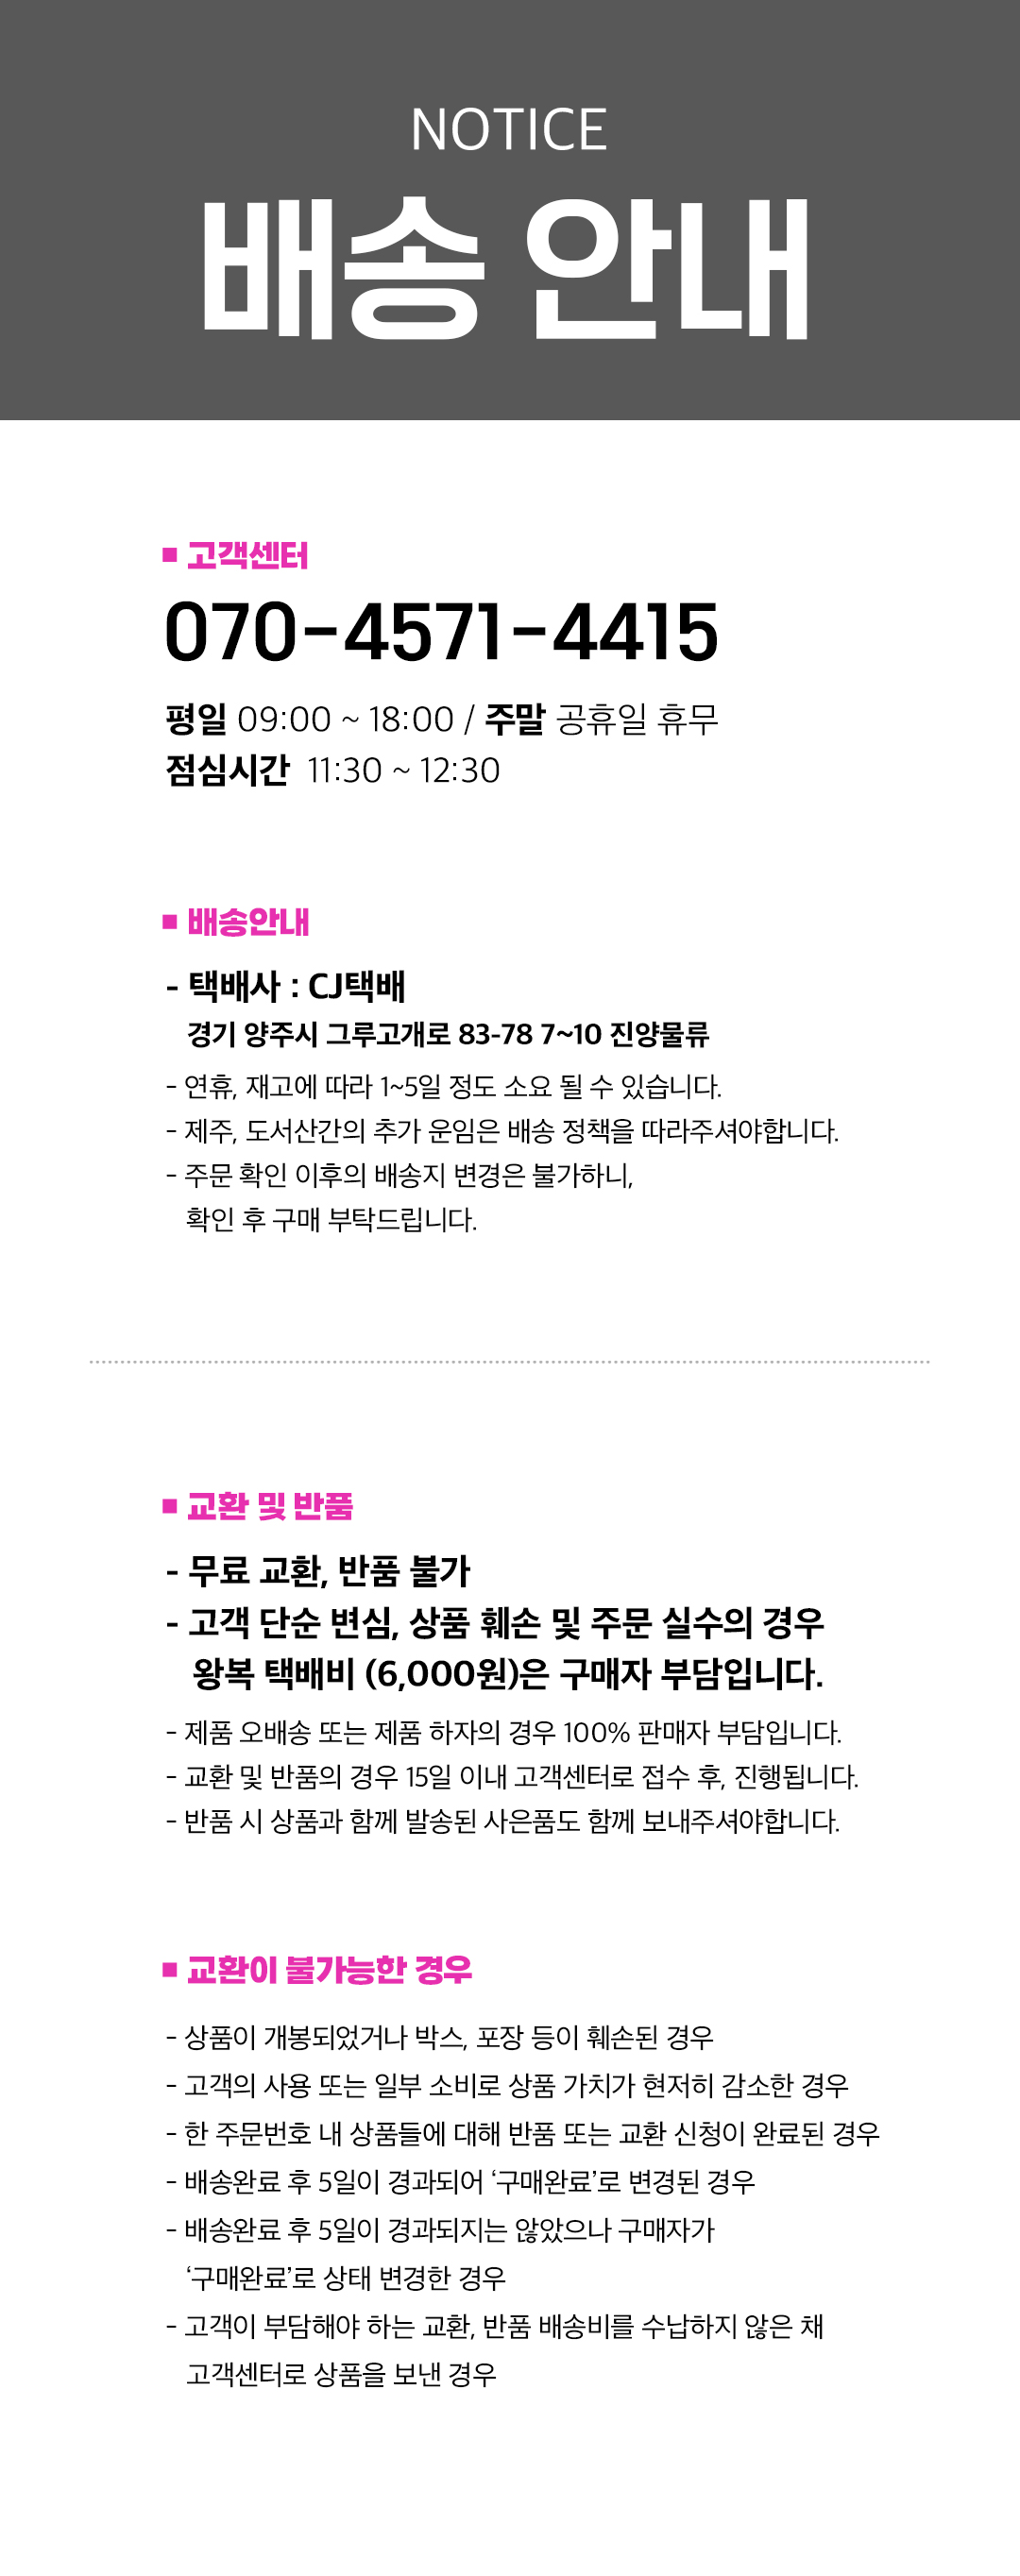 NOTICE
배송 안내
■ 고객센터
070-4571-4415
평일 09:00 ~ 18:00 / 주말 공휴일 휴무
점심시간 11:30 ~ 12:30
■ 배송안내
- 택배사 : CJ택배
경기 양주시 그루고개로 83-78 7~10 진양물류
- 연휴, 재고에 따라 1~5일 정도 소요 될 수 있습니다.
- 제주, 도서산간의 추가 운임은 배송 정책을 따라주셔야합니다.
- 주문 확인 이후의 배송지 변경은 불가하니,
확인 후 구매 부탁드립니다.
■ 교환 및 반품
- 무료 교환, 반품 불가
- 고객 단순 변심, 상품 훼손 및 주문 실수의 경우
왕복 택배비 (6,000원)은 구매자 부담입니다.
- 제품 오배송 또는 제품 하자의 경우 100% 판매자 부담입니다.
- 교환 및 반품의 경우 15일 이내 고객센터로 접수 후, 진행됩니다.
- 반품 시 상품과 함께 발송된 사은품도 함께 보내주셔야합니다.
■ 교환이 불가능한 경우
- 상품이 개봉되었거나 박스, 포장 등이 훼손된 경우
- 고객의 사용 또는 일부 소비로 상품 가치가 현저히 감소한 경우
- 한 주문번호 내 상품들에 대해 반품 또는 교환 신청이 완료된 경우
- 배송완료 후 5일이 경과되어 ‘구매완료’로 변경된 경우
- 배송완료 후 5일이 경과되지는 않았으나 구매자가
‘구매완료’로 상태 변경한 경우
- 고객이 부담해야 하는 교환, 반품 배송비를 수납하지 않은 채
고객센터로 상품을 보낸 경우